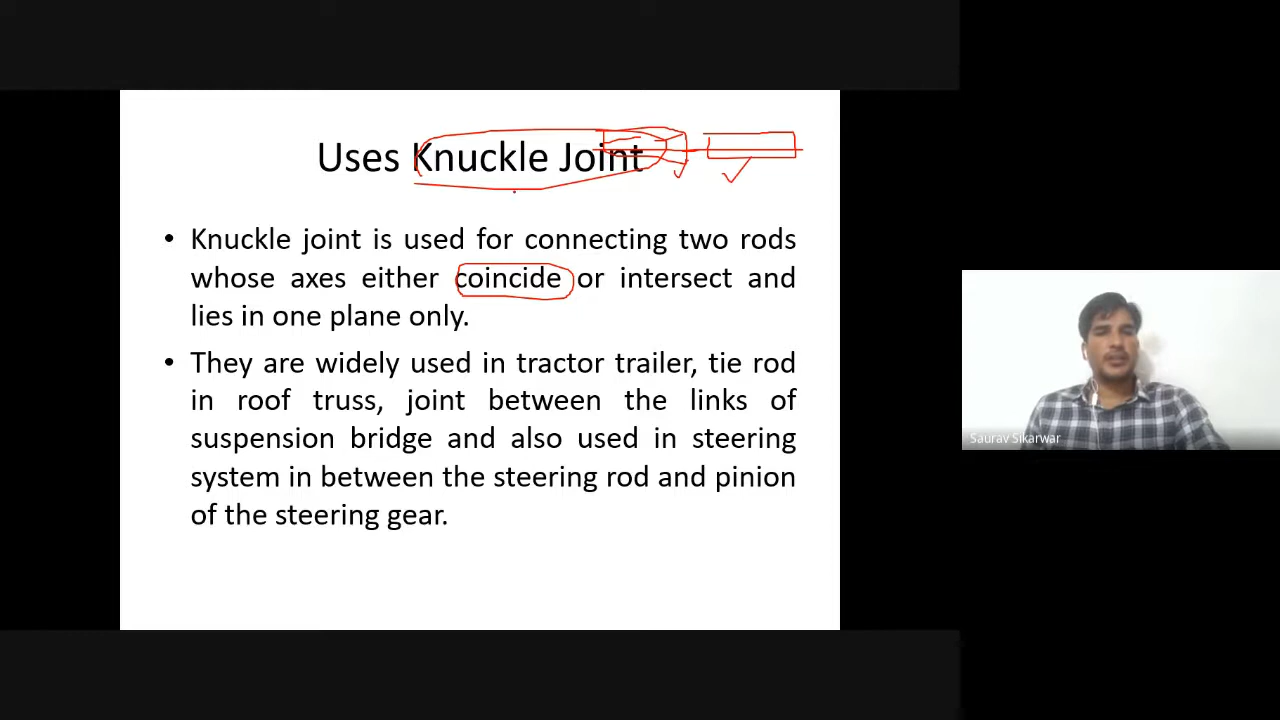 Uses Knuckle Joint
• Knuckle joint is used for connecting two rods
whose axes either coincide or intersect and
lies in one plane only.
• They are widely used in tractor trailer, tie rod
in roof truss, joint between the links of
suspension bridge and also used in steering
system in between the steering rod and pinion
of the steering gear.
Saurav Sikarwar